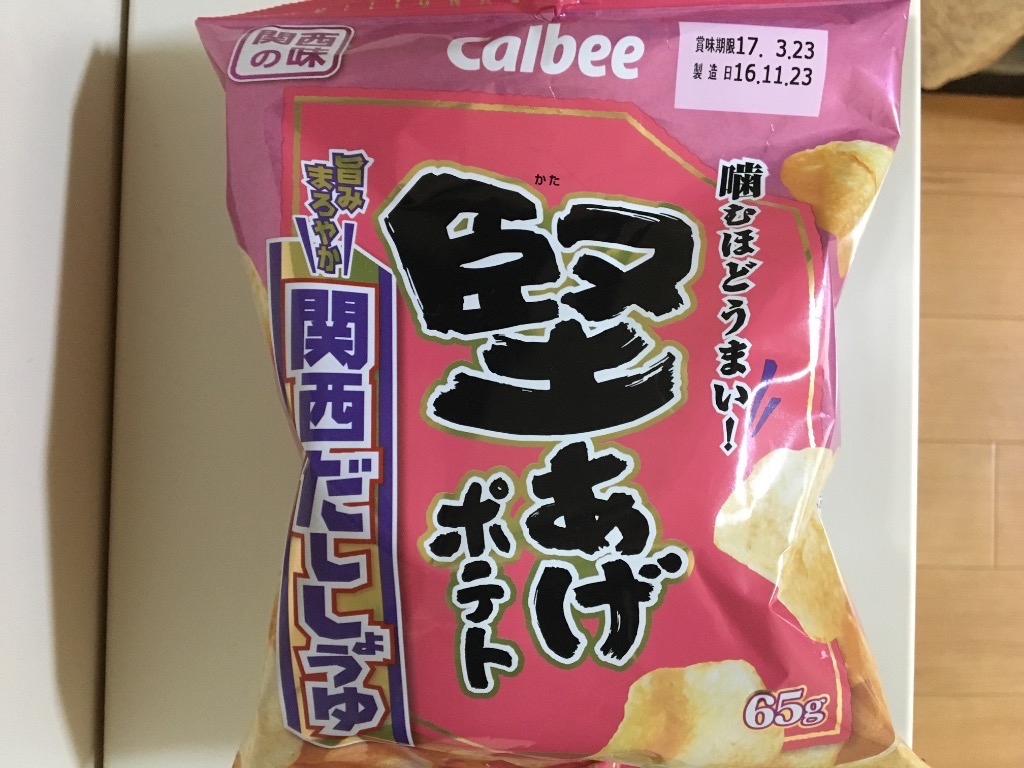 関西
の味
Calbee
賞味期限17. 3.23
製造日16.11.23
噛むほどうまい!
かた
堅あげ
ポテト
旨み
まろやか
関西だししょうゆ
65g